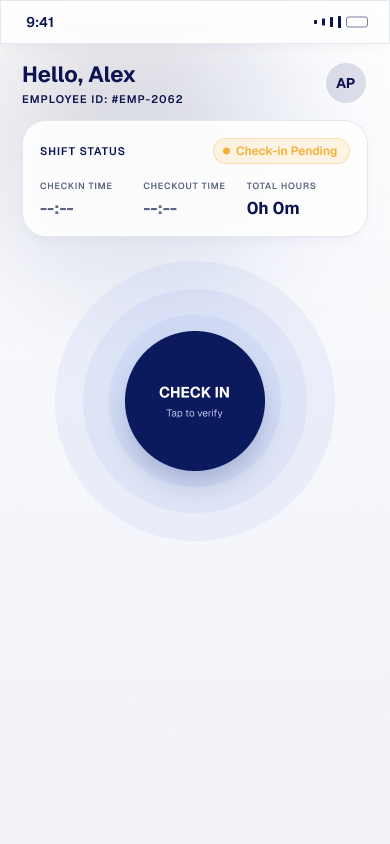 9:41
Hello, Alex
EMPLOYEE ID: #EMP-2062
AP
SHIFT STATUS
Check-in Pending
CHECKIN TIME
CHECKOUT TIME
TOTAL HOURS
--:--
--:--
0h 0m
CHECK IN
Tap to verify